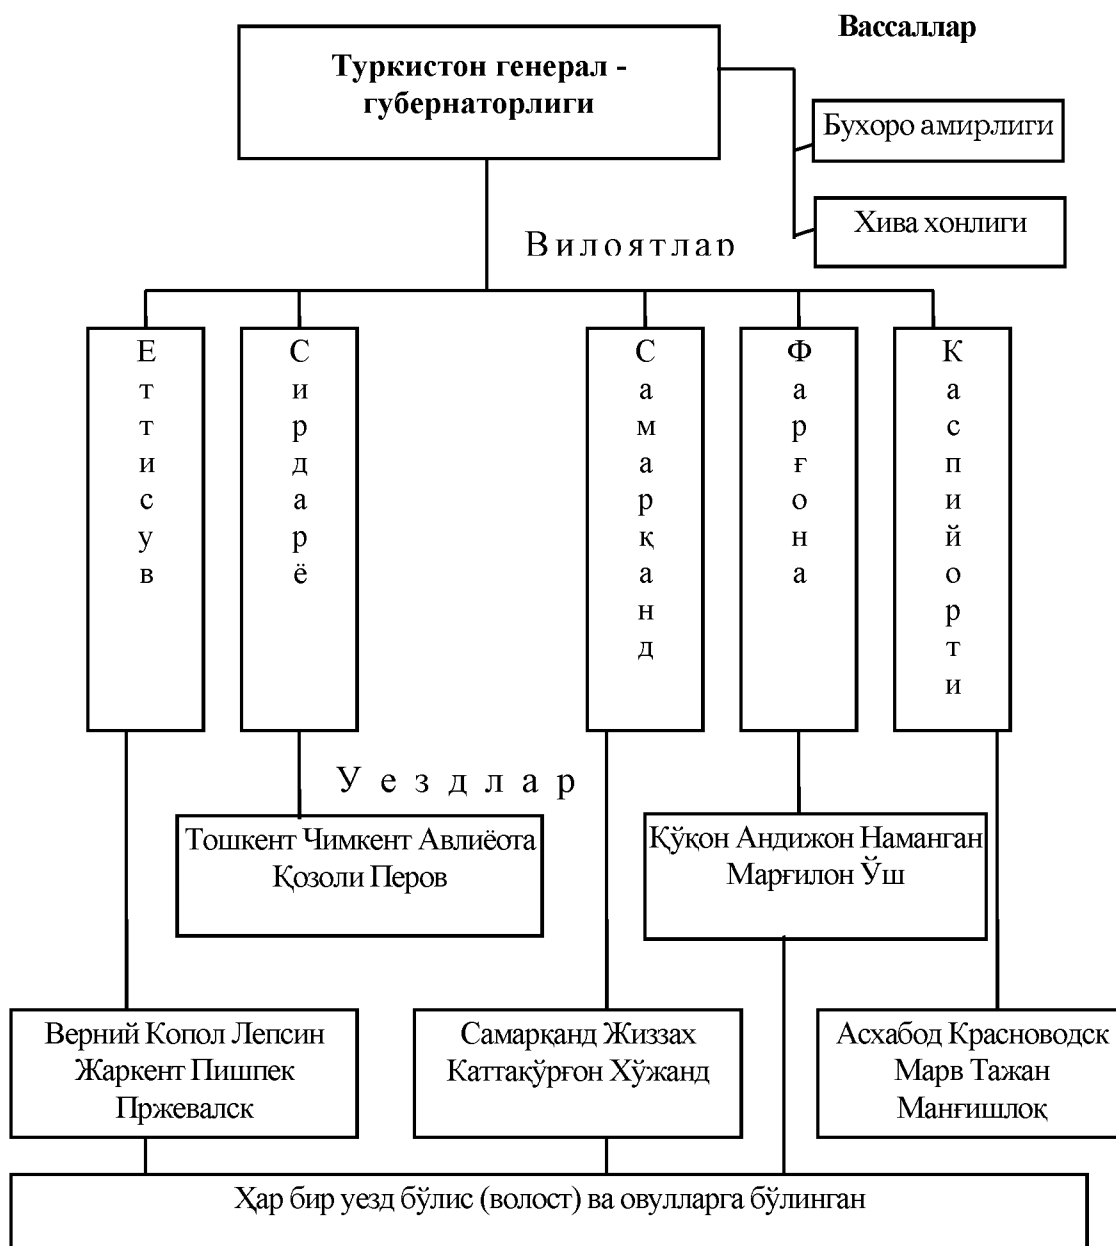 Вассаллар
Туркистон генерал -
губернаторлиги
Бухоро амирлиги
Хива хонлиги
Вилоятлар
Еттисув
Сирдарё
Самарқанд
Фарғона
Каспийорти
Уездлар
Тошкент Чимкент Авлиёота
Қозоли Перов
Қўқон Андижон Наманган
Марғилон Ўш
Верний Копол Лепсин
Жаркент Пишпек
Пржевалск
Самарқанд Жиззах
Каттақўрғон Хўжанд
Асхабод Красноводск
Марв Тажан
Манғишлоқ
Ҳар бир уезд бўлис (волост) ва овулларга бўлинган